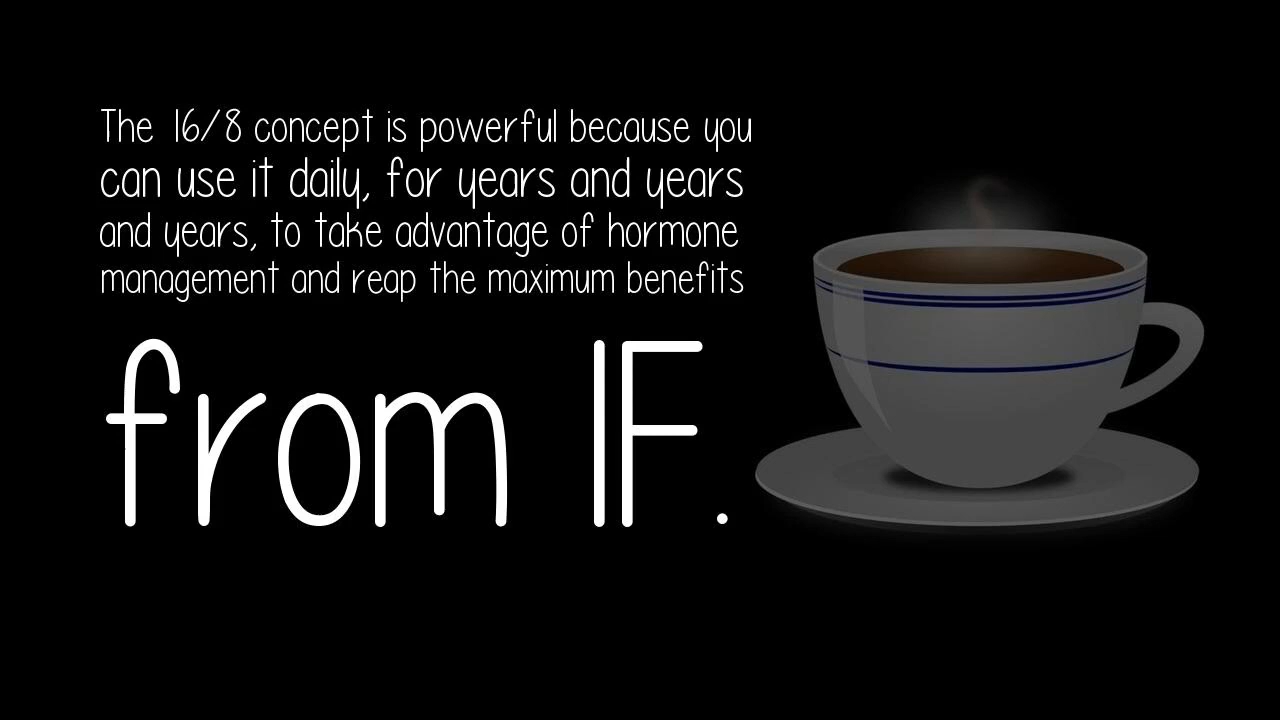 The 16/8 concept is powerful because you
can use it daily, for years and years
and years, to take advantage of hormone
management and reap the maximum benefits
from IF.